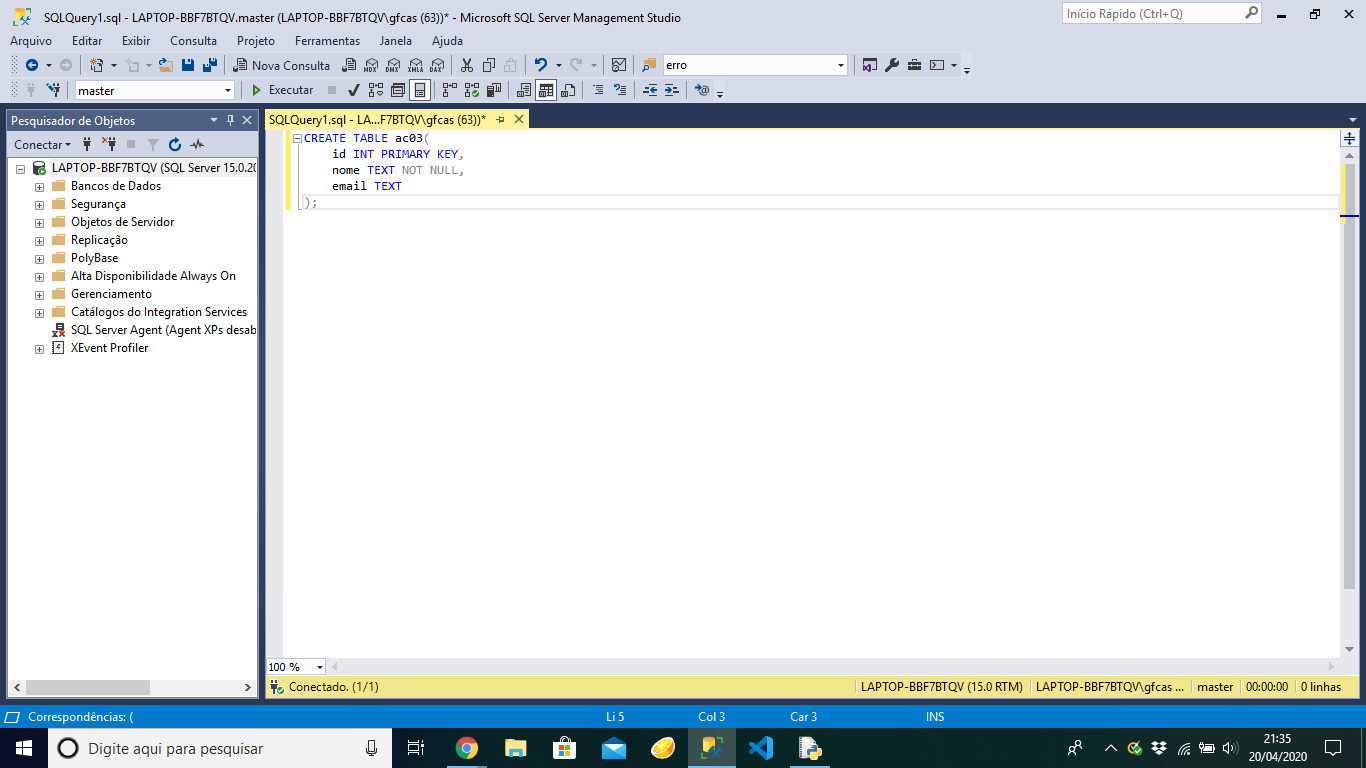 SQLQuery1.sql - LAPTOP-BBF7BTQV.master (LAPTOP-BBF7BTQV\gfcas (63))* - Microsoft SQL Server Management Studio
Início Rápido (Ctrl+Q)
Arquivo Editar Exibir Consulta Projeto Ferramentas Janela Ajuda
Nova Consulta MDX DMX XMLA DAX erro
master Executar
Pesquisador de Objetos
Conectar
LAPTOP-BBF7BTQV (SQL Server 15.0.20
Bancos de Dados
Segurança
Objetos de Servidor
Replicação
PolyBase
Alta Disponibilidade Always On
Gerenciamento
Catálogos do Integration Services
SQL Server Agent (Agent XPs desab
XEvent Profiler
SQLQuery1.sql - LA...F7BTQV\gfcas (63))*
CREATE TABLE ac03(
id INT PRIMARY KEY,
nome TEXT NOT NULL,
email TEXT
);
100 %
Conectado. (1/1) LAPTOP-BBF7BTQV (15.0 RTM) LAPTOP-BBF7BTQV\gfcas ... master 00:00:00 0 linhas
Correspondências: ( Li 5 Col 3 Car 3 INS
Digite aqui para pesquisar
21:35
20/04/2020